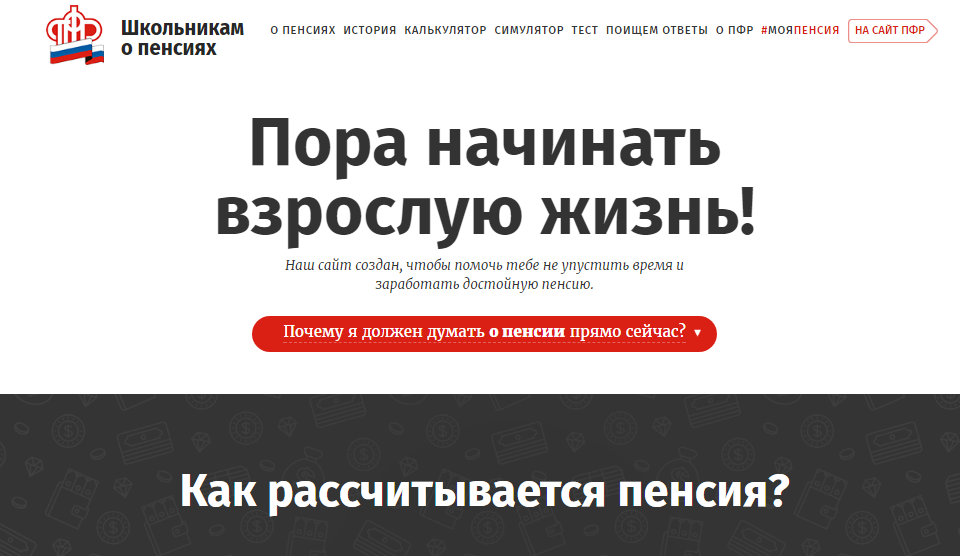 Школьникам
о пенсиях
О ПЕНСИЯХ ИСТОРИЯ КАЛЬКУЛЯТОР СИМУЛЯТОР ТЕСТ ПОИЩЕМ ОТВЕТЫ О ПФР #МОЯПЕНСИЯ НА САЙТ ПФР
Пора начинать
взрослую жизнь!
Наш сайт создан, чтобы помочь тебе не упустить время и
заработать достойную пенсию.
Почему я должен думать о пенсии прямо сейчас? ▼
Как рассчитывается пенсия?